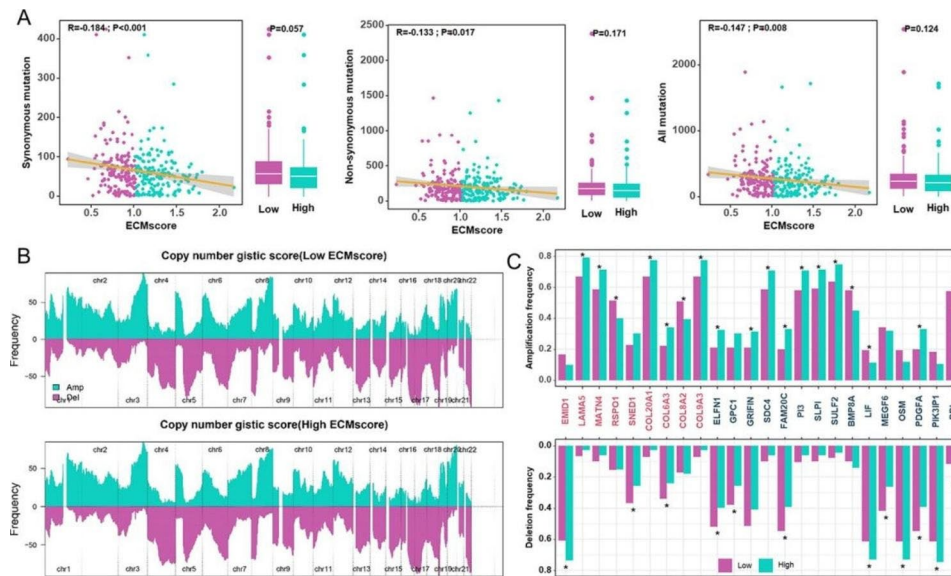 A
R=-0.184 ; P<0.001
P=0.057
Synonymous mutation
400
300
200
100
0
0.5 1.0 1.5 2.0
ECMscore
Low High
R=-0.133 ; P=0.017
P=0.171
Non-synonymous mutation
2500
2000
1500
1000
500
0
0.5 1.0 1.5 2.0
ECMscore
Low High
R=-0.147 ; P=0.008
P=0.124
All mutation
2000
1000
0
0.5 1.0 1.5 2.0
ECMscore
Low High
B
Copy number gistic score(Low ECMscore)
chr2 chr4 chr6 chr8 chr10 chr12 chr14 chr16 chr18 chr20 chr22
Frequency
50
0
-50
Amp
Del
chr1 chr3 chr5 chr7 chr9 chr11 chr13 chr15 chr17 chr19 chr21
Copy number gistic score(High ECMscore)
chr2 chr4 chr6 chr8 chr10 chr12 chr14 chr16 chr18 chr20 chr22
Frequency
50
0
-50
chr1 chr3 chr5 chr7 chr9 chr11 chr13 chr15 chr17 chr19 chr21
C
Amplification frequency
0.8
0.6
0.4
0.2
0.0
* * * * * * * * * * * * * * * * * *
EMID1
LAMA5
MATN4
RSPO1
SNED1
COL20A1
COL6A3
COL8A2
COL9A3
ELFN1
GPC1
GRIFIN
SDC4
FAM20C
PI3
SLPI
SULF2
BMP8A
LIF
MEGF6
OSM
PDGFA
PIK3IP1
Deletion frequency
0.0
0.2
0.4
0.6
0.8
* * * * * * * * * * *
Low High